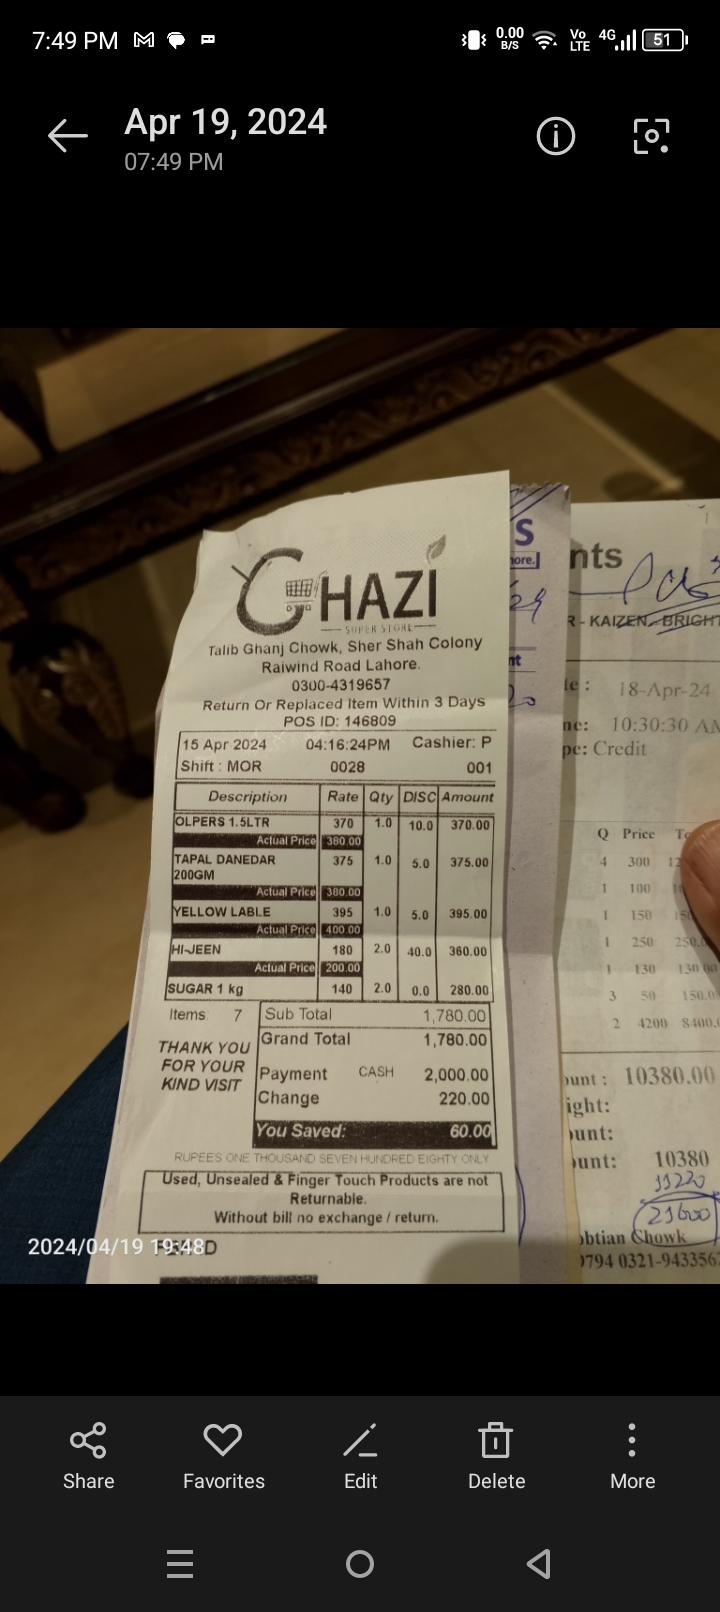 7:49 PM
0.00 B/S
Vo LTE
4G
51
Apr 19, 2024
07:49 PM
GHAZI
SUPER STORE
Talib Ghanj Chowk, Sher Shah Colony
Raiwind Road Lahore.
0300-4319657
Return Or Replaced Item Within 3 Days
POS ID: 146809
15 Apr 2024 04:16:24PM Cashier: P
Shift : MOR 0028 001
Description Rate Qty DISC Amount
OLPERS 1.5LTR 370 1.0 10.0 370.00
Actual Price 380.00
TAPAL DANEDAR 375 1.0 5.0 375.00
200GM
Actual Price 380.00
YELLOW LABLE 395 1.0 5.0 395.00
Actual Price 400.00
HI-JEEN 180 2.0 40.0 360.00
Actual Price 200.00
SUGAR 1 kg 140 2.0 0.0 280.00
Items: 7 Sub Total 1,780.00
Grand Total 1,780.00
THANK YOU
FOR YOUR
KIND VISIT
Payment CASH 2,000.00
Change 220.00
You Saved: 60.00
RUPEES ONE THOUSAND SEVEN HUNDRED EIGHTY ONLY
Used, Unsealed & Finger Touch Products are not
Returnable.
Without bill no exchange / return.
2024/04/19 19:48
S
ore.
nt
nts
R - KAIZEN - BRIGHT
te : 18-Apr-24
ne: 10:30:30 AM
pe: Credit
Q Price
4 300
1 100
1 150
1 250 250.0
1 130 130.00
3 50 150.0
2 4200 8400.0
ount : 10380.00
ight:
ount:
ount: 10380
11220
21600
obtian Chowk
0794 0321-9433567
Share
Favorites
Edit
Delete
More